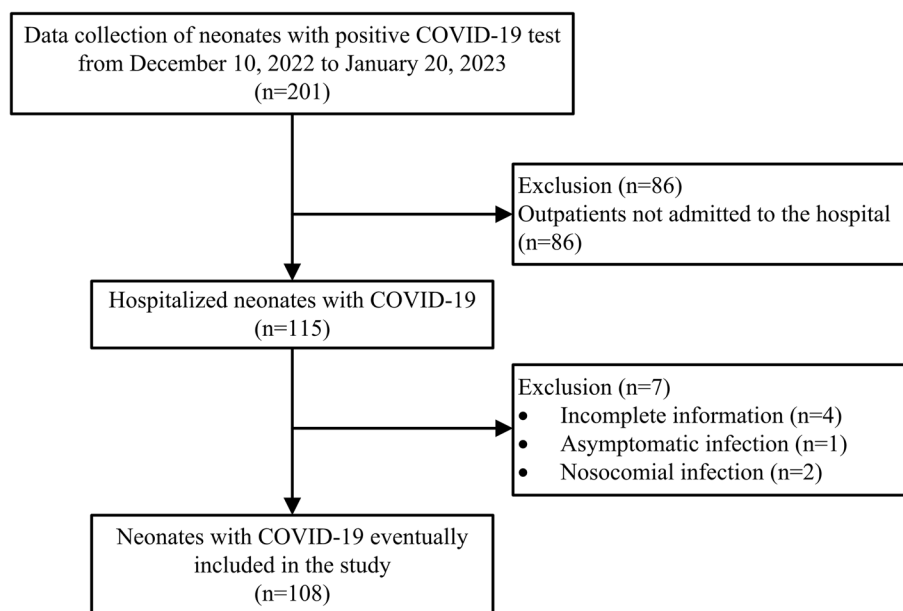 Data collection of neonates with positive COVID-19 test
from December 10, 2022 to January 20, 2023
(n=201)
Exclusion (n=86)
Outpatients not admitted to the hospital
(n=86)
Hospitalized neonates with COVID-19
(n=115)
Exclusion (n=7)
• Incomplete information (n=4)
• Asymptomatic infection (n=1)
• Nosocomial infection (n=2)
Neonates with COVID-19 eventually
included in the study
(n=108)